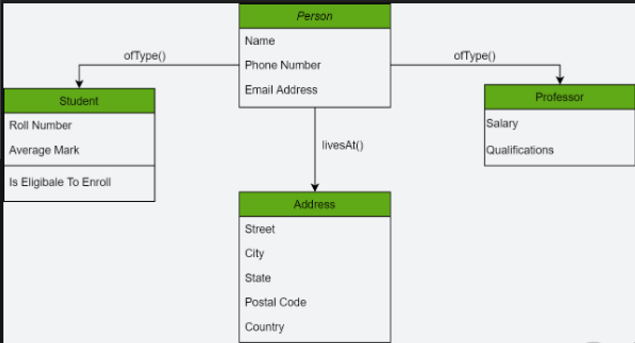 Person
Name
Phone Number
Email Address
ofType()
ofType()
Student
Roll Number
Average Mark
Is Eligibale To Enroll
Professor
Salary
Qualifications
livesAt()
Address
Street
City
State
Postal Code
Country